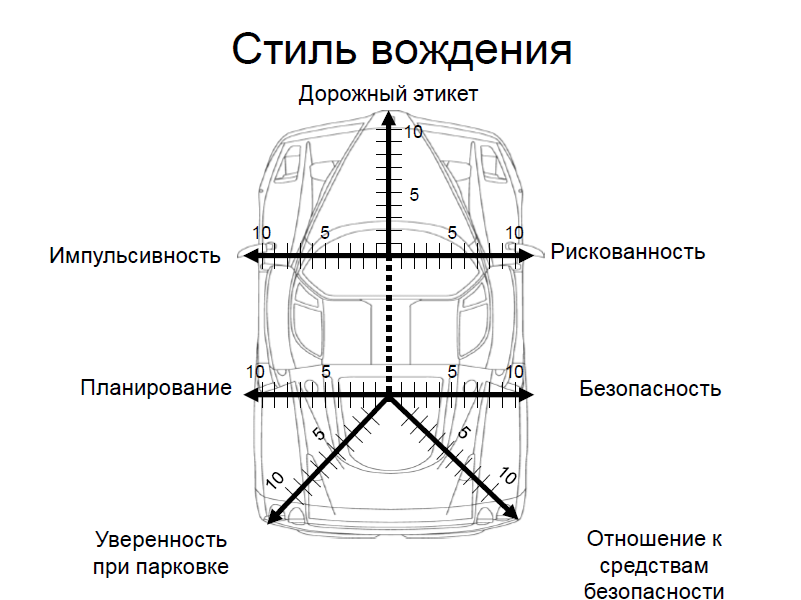 Стиль вождения
Дорожный этикет
10
5
10 5 5 10
Импульсивность
Рискованность
10 5 5 10
Планирование
Безопасность
5 5
10 10
Уверенность
при парковке
Отношение к
средствам
безопасности